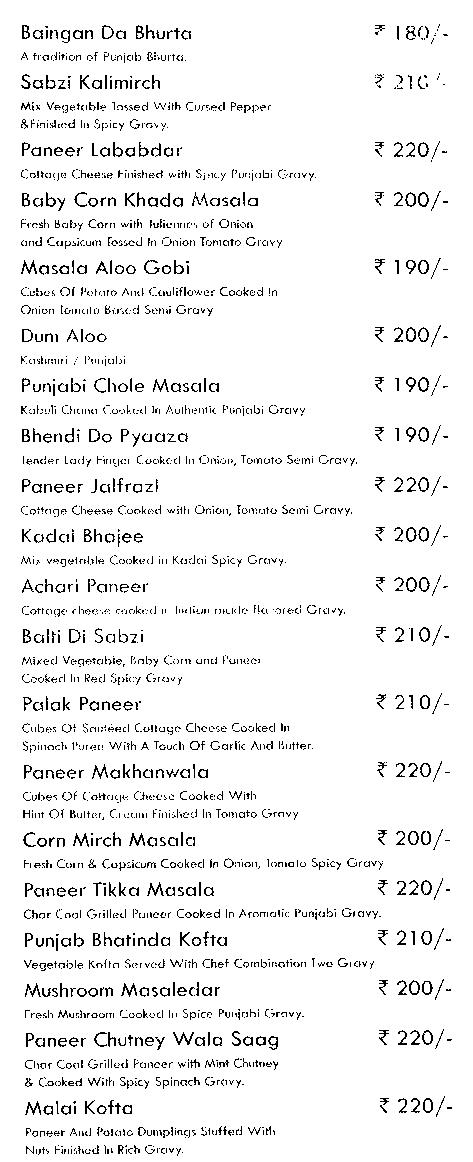 Baingan Da Bhurta ₹ 180/-
A tradition of Punjab Bhurta.
Sabzi Kalimirch ₹ 210/-
Mix Vegetable Tossed With Cursed Pepper
& Finished In Spicy Gravy.
Paneer Lababdar ₹ 220/-
Cottage Cheese Finished with Spicy Punjabi Gravy.
Baby Corn Khada Masala ₹ 200/-
Fresh Baby Corn with Juliennes of Onion
and Capsicum Tossed In Onion Tomato Gravy
Masala Aloo Gobi ₹ 190/-
Cubes Of Potato And Cauliflower Cooked In
Onion Tomato Based Semi Gravy
Dum Aloo ₹ 200/-
Kashmiri / Punjabi
Punjabi Chole Masala ₹ 190/-
Kabuli Chana Cooked In Authentic Punjabi Gravy
Bhendi Do Pyaaza ₹ 190/-
Tender Lady Finger Cooked In Onion, Tomato Semi Gravy.
Paneer Jalfrazi ₹ 220/-
Cottage Cheese Cooked with Onion, Tomato Semi Gravy.
Kadai Bhajee ₹ 200/-
Mix vegetable Cooked in Kadai Spicy Gravy.
Achari Paneer ₹ 200/-
Cottage cheese cooked in Indian pickle flavored Gravy.
Balti Di Sabzi ₹ 210/-
Mixed Vegetable, Baby Corn and Paneer
Cooked In Red Spicy Gravy
Palak Paneer ₹ 210/-
Cubes Of Sauteed Cottage Cheese Cooked In
Spinach Puree With A Touch Of Garlic And Butter.
Paneer Makhanwala ₹ 220/-
Cubes Of Cottage Cheese Cooked With
Hint Of Butter, Cream Finished In Tomato Gravy
Corn Mirch Masala ₹ 200/-
Fresh Corn & Capsicum Cooked In Onion, Tomato Spicy Gravy
Paneer Tikka Masala ₹ 220/-
Char Coal Grilled Paneer Cooked In Aromatic Punjabi Gravy.
Punjab Bhatinda Kofta ₹ 210/-
Vegetable Kofta Served With Chef Combination Two Gravy
Mushroom Masaledar ₹ 200/-
Fresh Mushroom Cooked In Spice Punjabi Gravy.
Paneer Chutney Wala Saag ₹ 220/-
Char Coal Grilled Paneer with Mint Chutney
& Cooked With Spicy Spinach Gravy.
Malai Kofta ₹ 220/-
Paneer And Potato Dumplings Stuffed With
Nuts Finished In Rich Gravy.